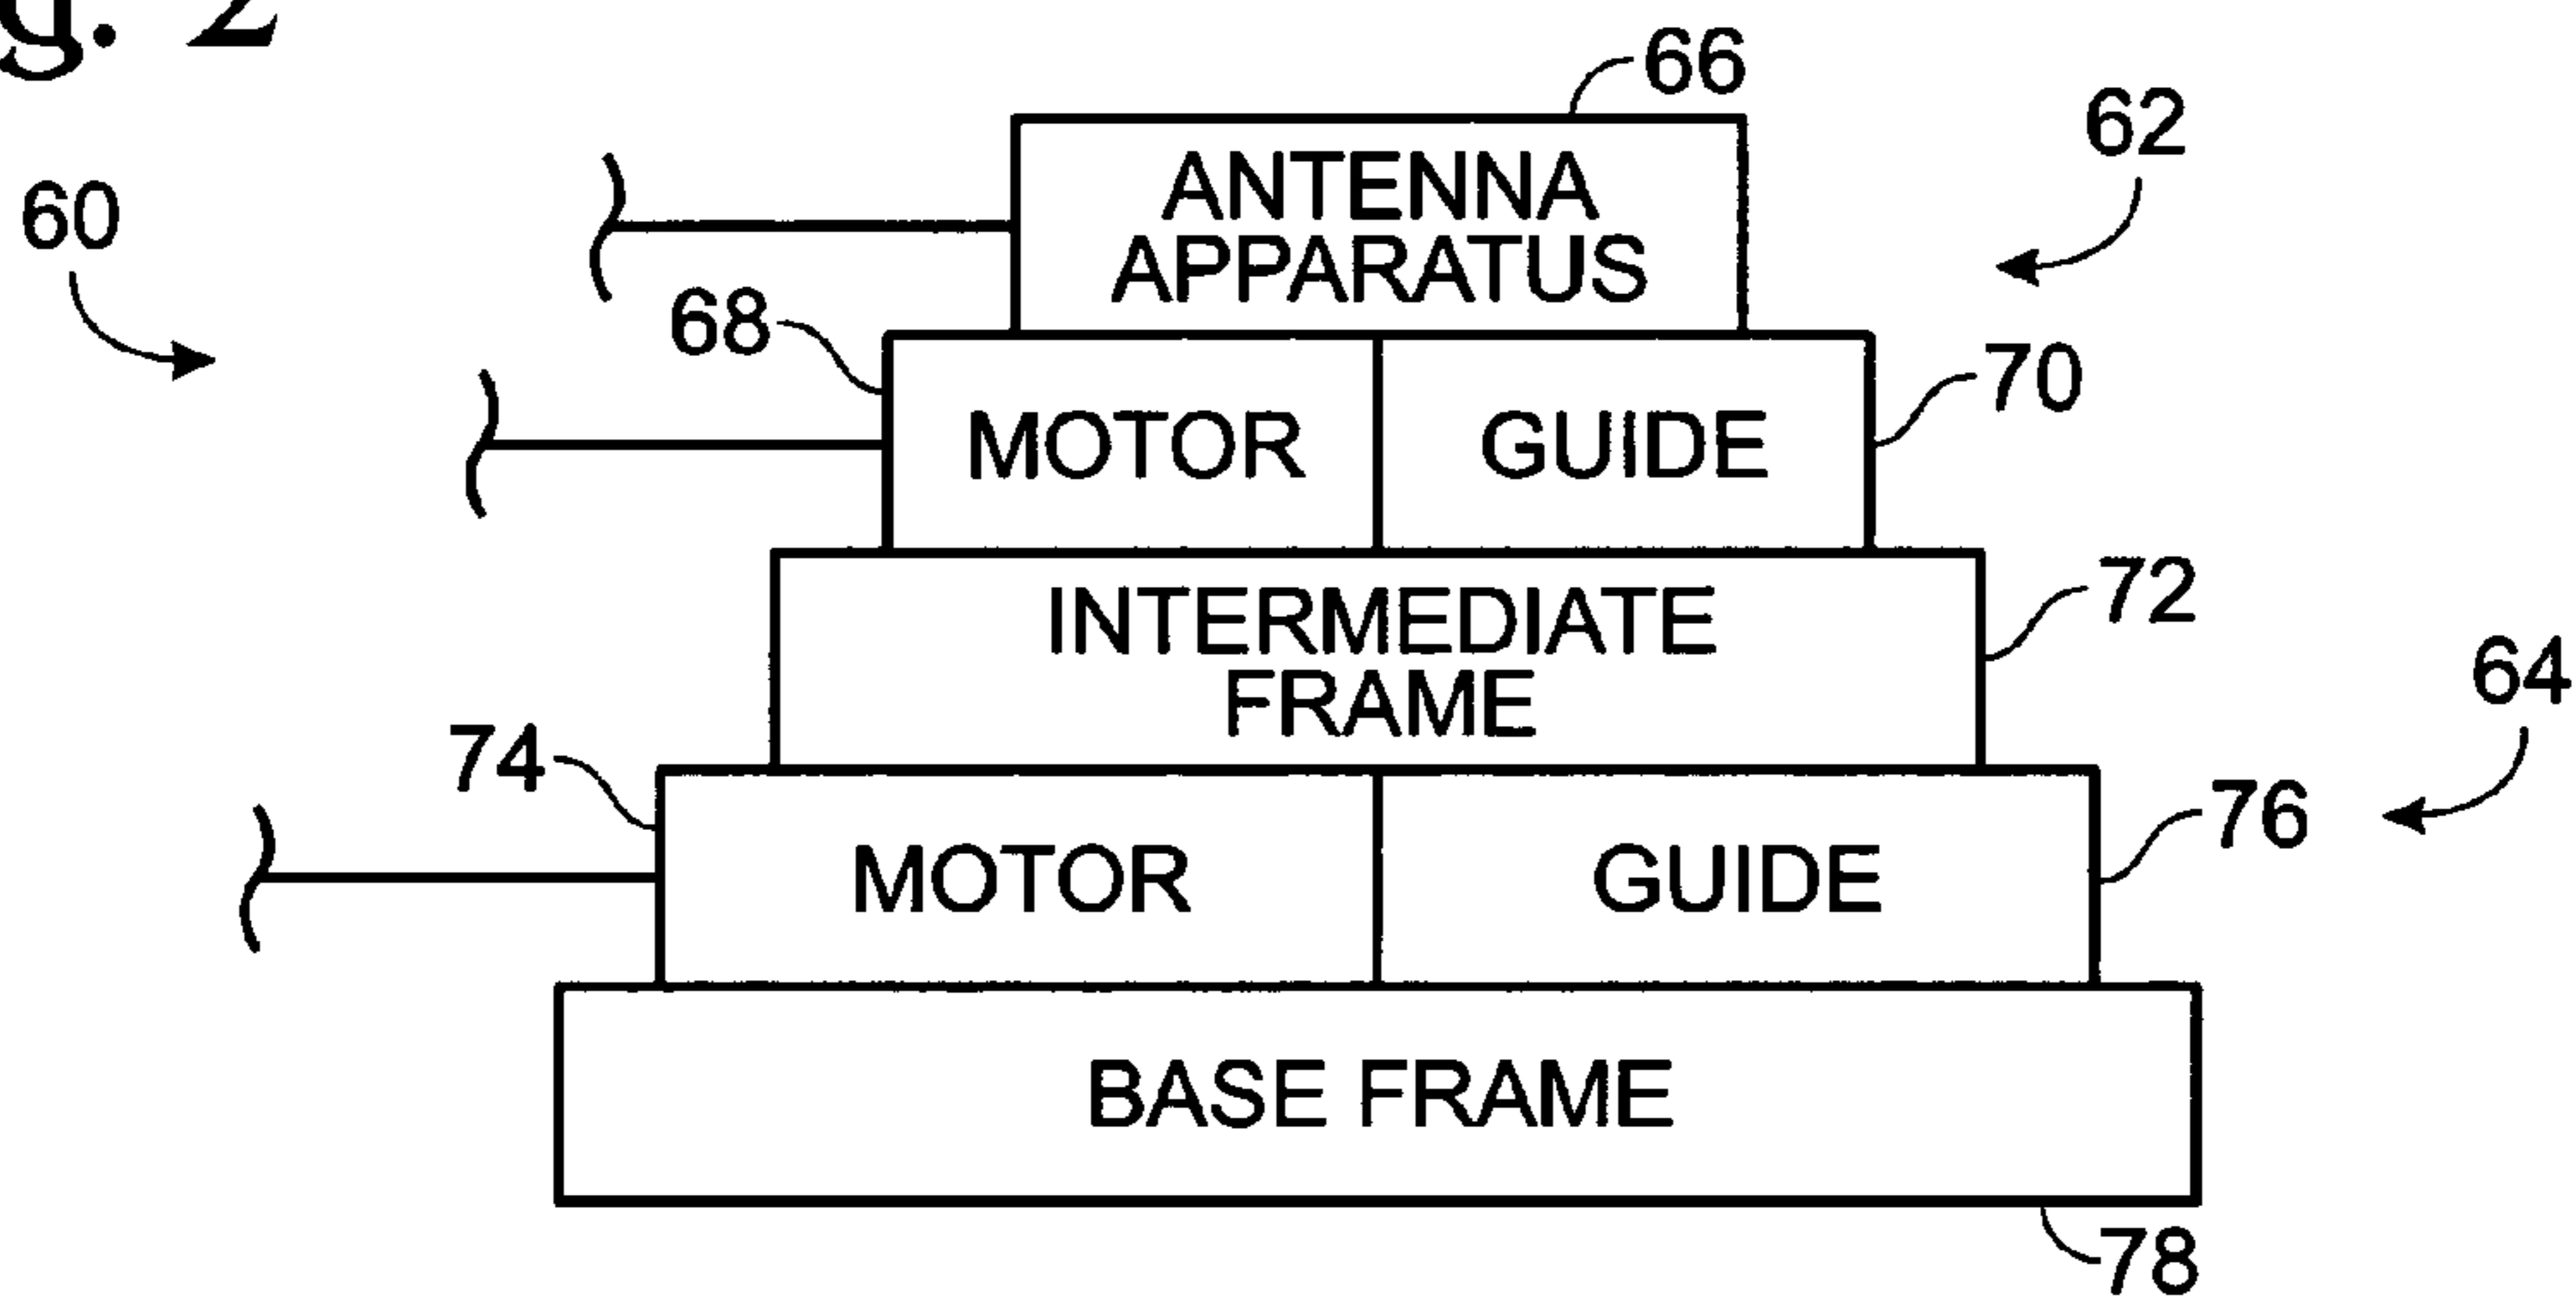 g. 2
66
62
60
ANTENNA
APPARATUS
68
70
MOTOR GUIDE
72
INTERMEDIATE
FRAME
64
74
76
MOTOR GUIDE
BASE FRAME
78